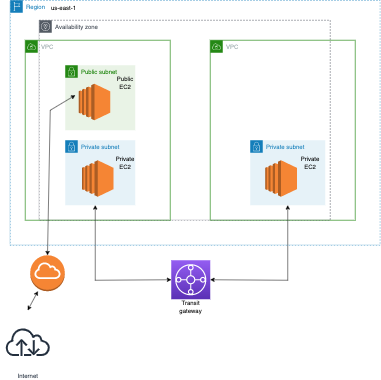 Region us-east-1
Availability zone
VPC
VPC
Public subnet
Public
EC2
Private subnet
Private
EC2
Private subnet
Private
EC2
Transit
gateway
Internet